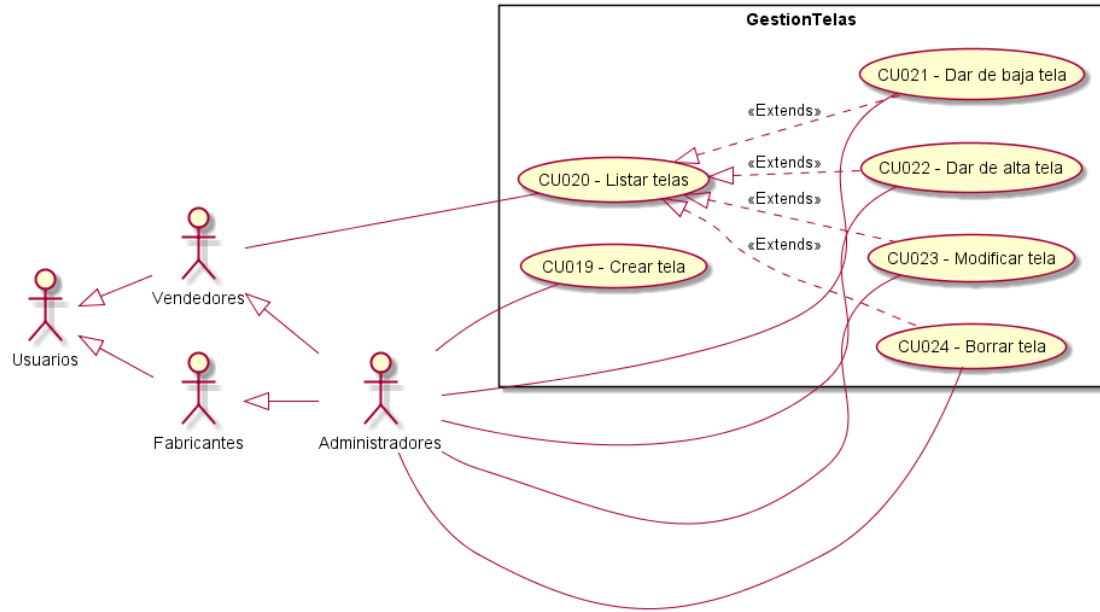 GestionTelas
CU021 - Dar de baja tela
«Extends»
CU022 - Dar de alta tela
«Extends»
CU020 - Listar telas
«Extends»
CU023 - Modificar tela
«Extends»
CU019 - Crear tela
CU024 - Borrar tela
Vendedores
Usuarios
Fabricantes
Administradores